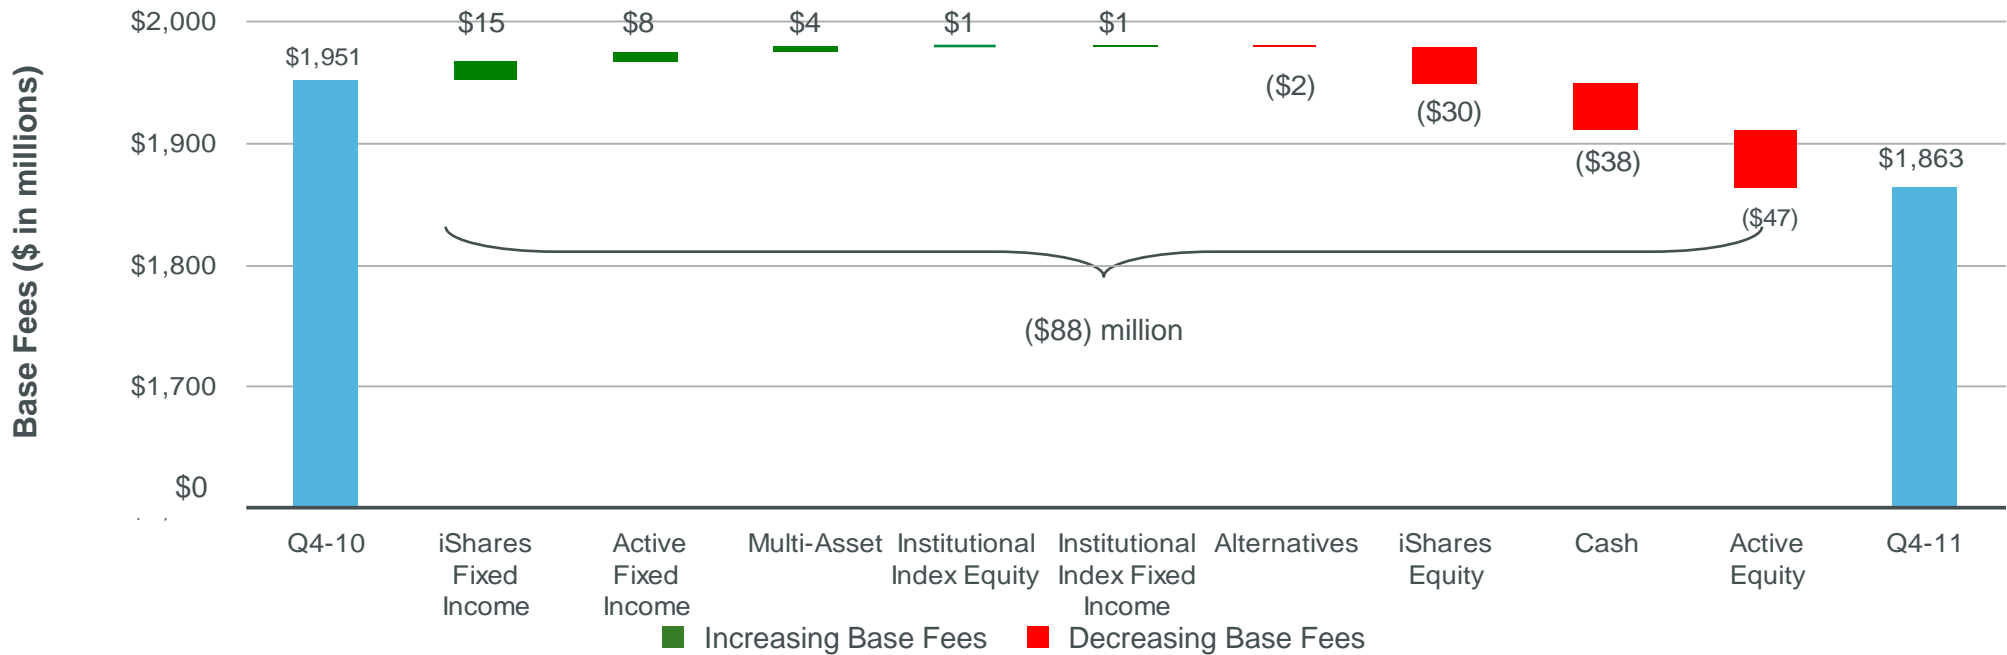 Base Fees ($ in millions)
$2,000
$1,900
$1,800
$1,700
$0
$1,951
$15
$8
$4
$1
$1
($2)
($30)
($38)
($47)
$1,863
($88) million
Q4-10
iShares
Fixed
Income
Active
Fixed
Income
Multi-Asset
Institutional
Index Equity
Institutional
Index Fixed
Income
Alternatives
iShares
Equity
Cash
Active
Equity
Q4-11
Increasing Base Fees
Decreasing Base Fees